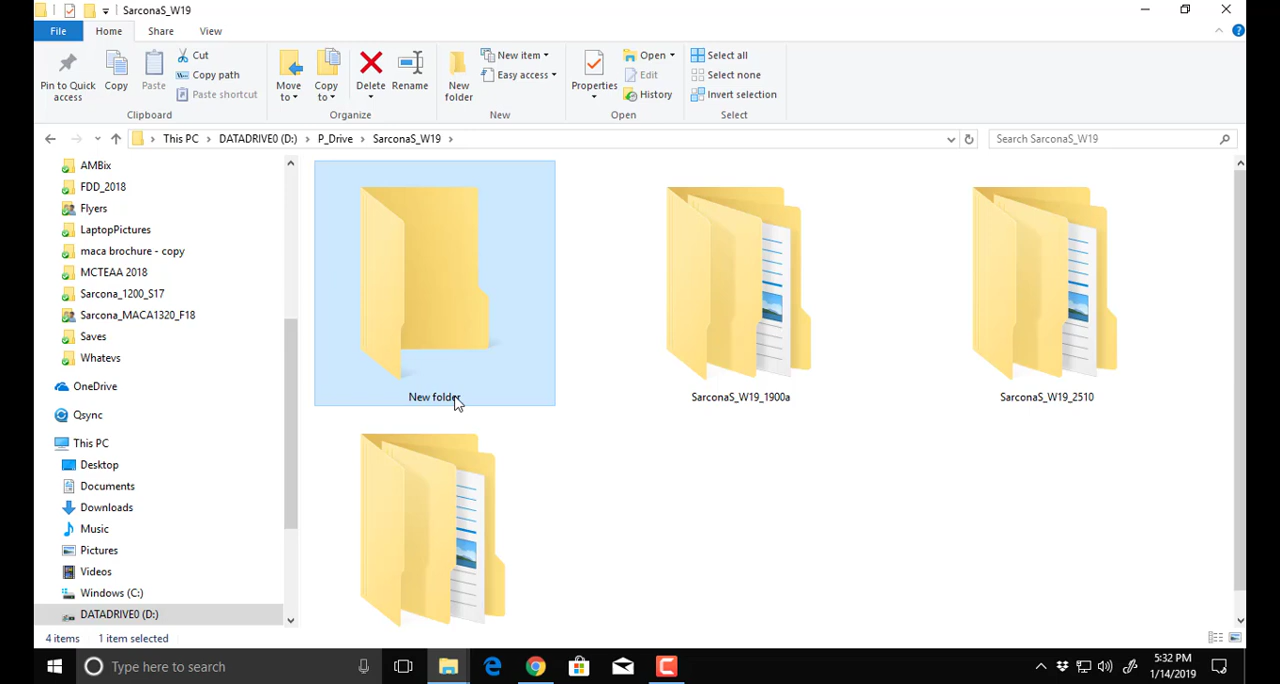 SarconaS_W19
File Home Share View
Pin to Quick access
Copy
Paste
Cut
Copy path
Paste shortcut
Clipboard
Move to
Copy to
Delete
Rename
Organize
New folder
New item
Easy access
New
Properties
Open
Edit
History
Open
Select all
Select none
Invert selection
Select
This PC > DATADRIVE0 (D:) > P_Drive > SarconaS_W19 >
Search SarconaS_W19
AMBix
FDD_2018
Flyers
LaptopPictures
maca brochure - copy
MCTEAA 2018
Sarcona_1200_S17
Sarcona_MACA1320_F18
Saves
Whatevs
OneDrive
Qsync
This PC
Desktop
Documents
Downloads
Music
Pictures
Videos
Windows (C:)
DATADRIVE0 (D:)
New folder
SarconaS_W19_1900a
SarconaS_W19_2510
4 items 1 item selected
Type here to search
5:32 PM
1/14/2019